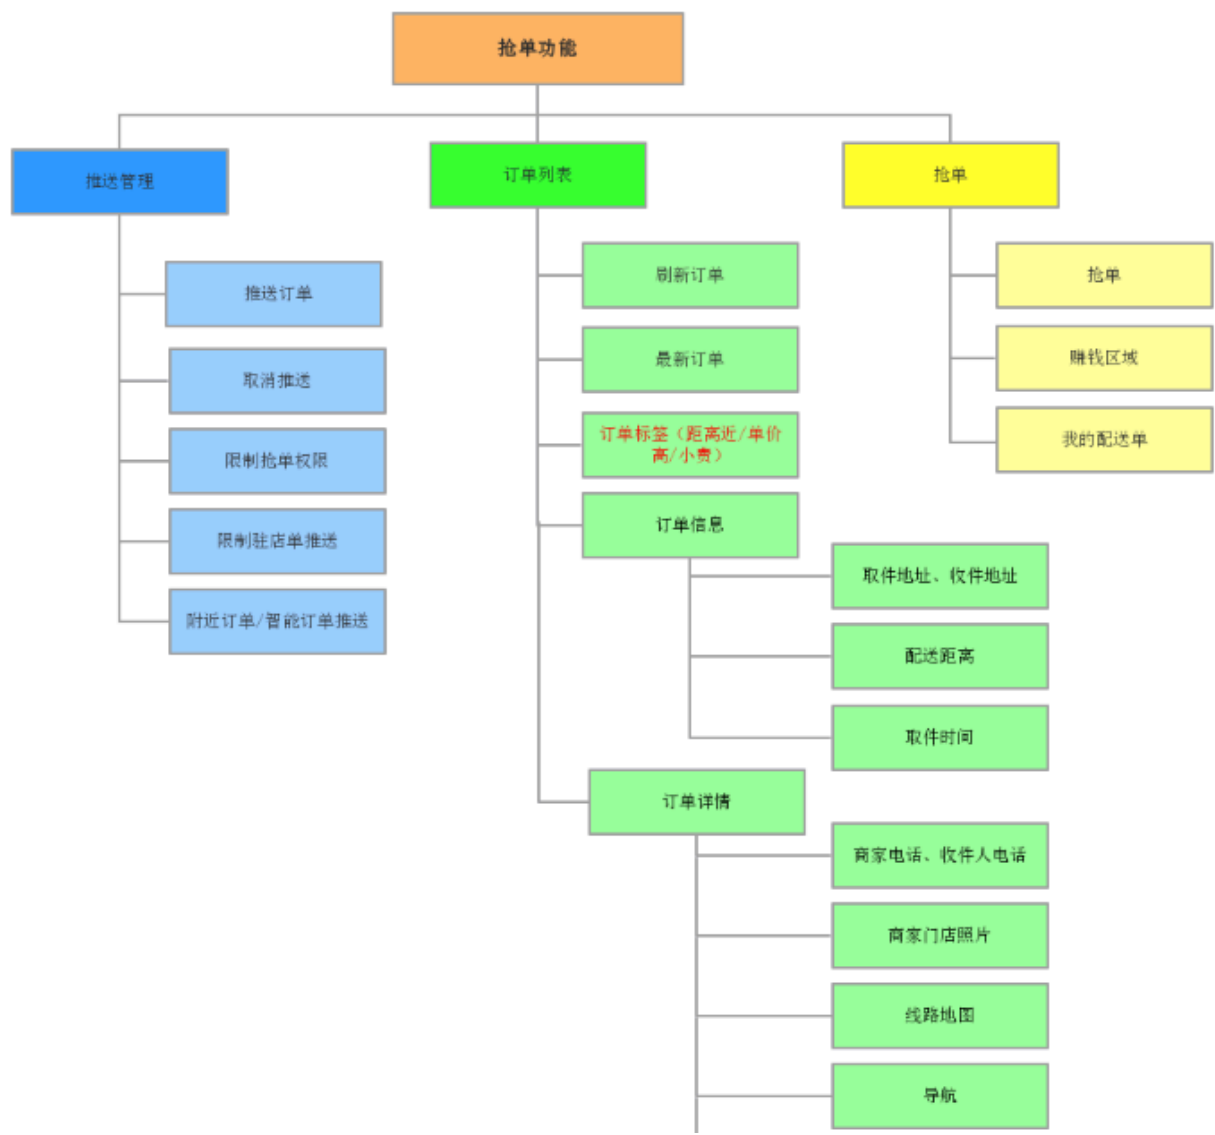 抢单功能
推送管理
推送订单
取消推送
限制抢单权限
限制驻店单推送
附近订单/智能订单推送
订单列表
刷新订单
最新订单
订单标签（距离近/单价
高/小费）
订单信息
取件地址、收件地址
配送距离
取件时间
订单详情
商家电话、收件人电话
商家门店照片
线路地图
导航
抢单
抢单
赚钱区域
我的配送单